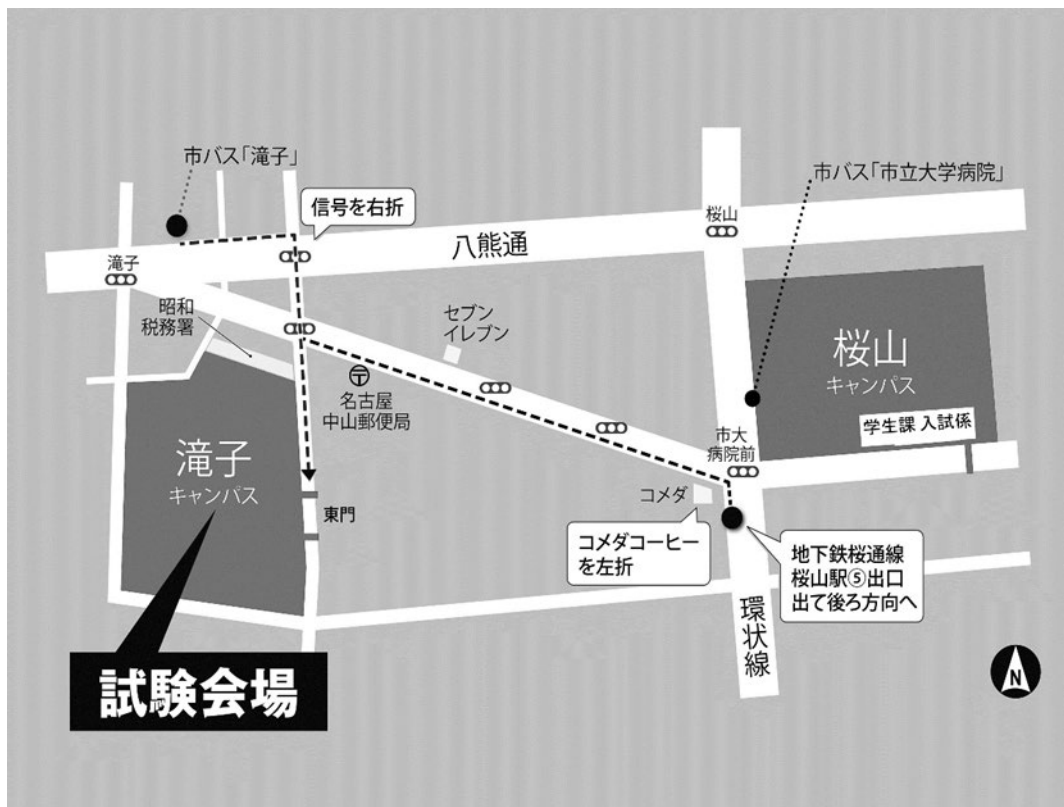 市バス「滝子」
信号を右折
市バス「市立大学病院」
桜山
八熊通
滝子
昭和
税務署
セブン
イレブン
桜山
キャンパス
〒
名古屋
中山郵便局
学生課 入試係
市大
病院前
滝子
キャンパス
コメダ
東門
コメダコーヒー
を左折
地下鉄桜通線
桜山駅⑤出口
出て後ろ方向へ
環状線
試験会場
N